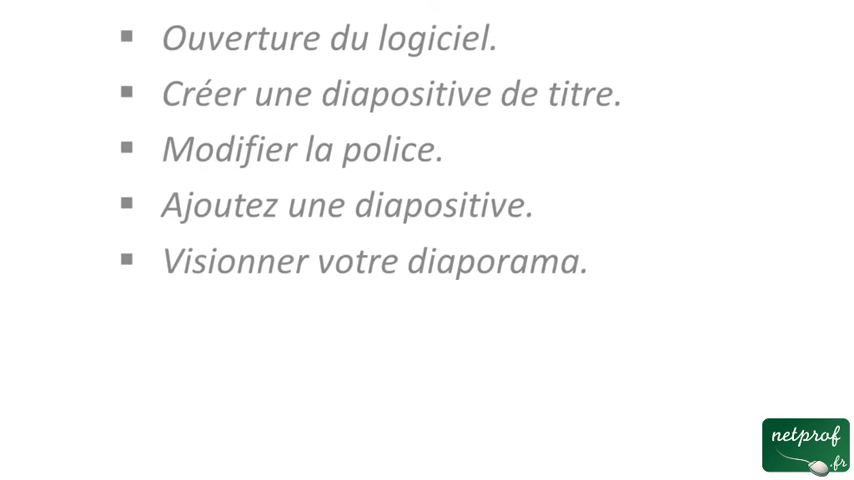 Ouverture du logiciel.
Créer une diapositive de titre.
Modifier la police.
Ajoutez une diapositive.
Visionner votre diaporama.
netprof
.fr